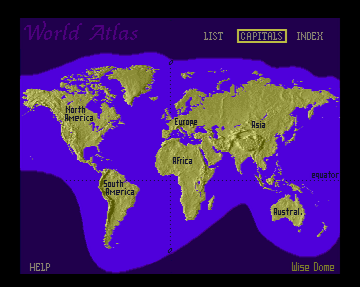 World Atlas
LIST CAPITALS INDEX
North
America
Europe
Asia
Africa
equator
South
America
Austral.
HELP
Wise Dome